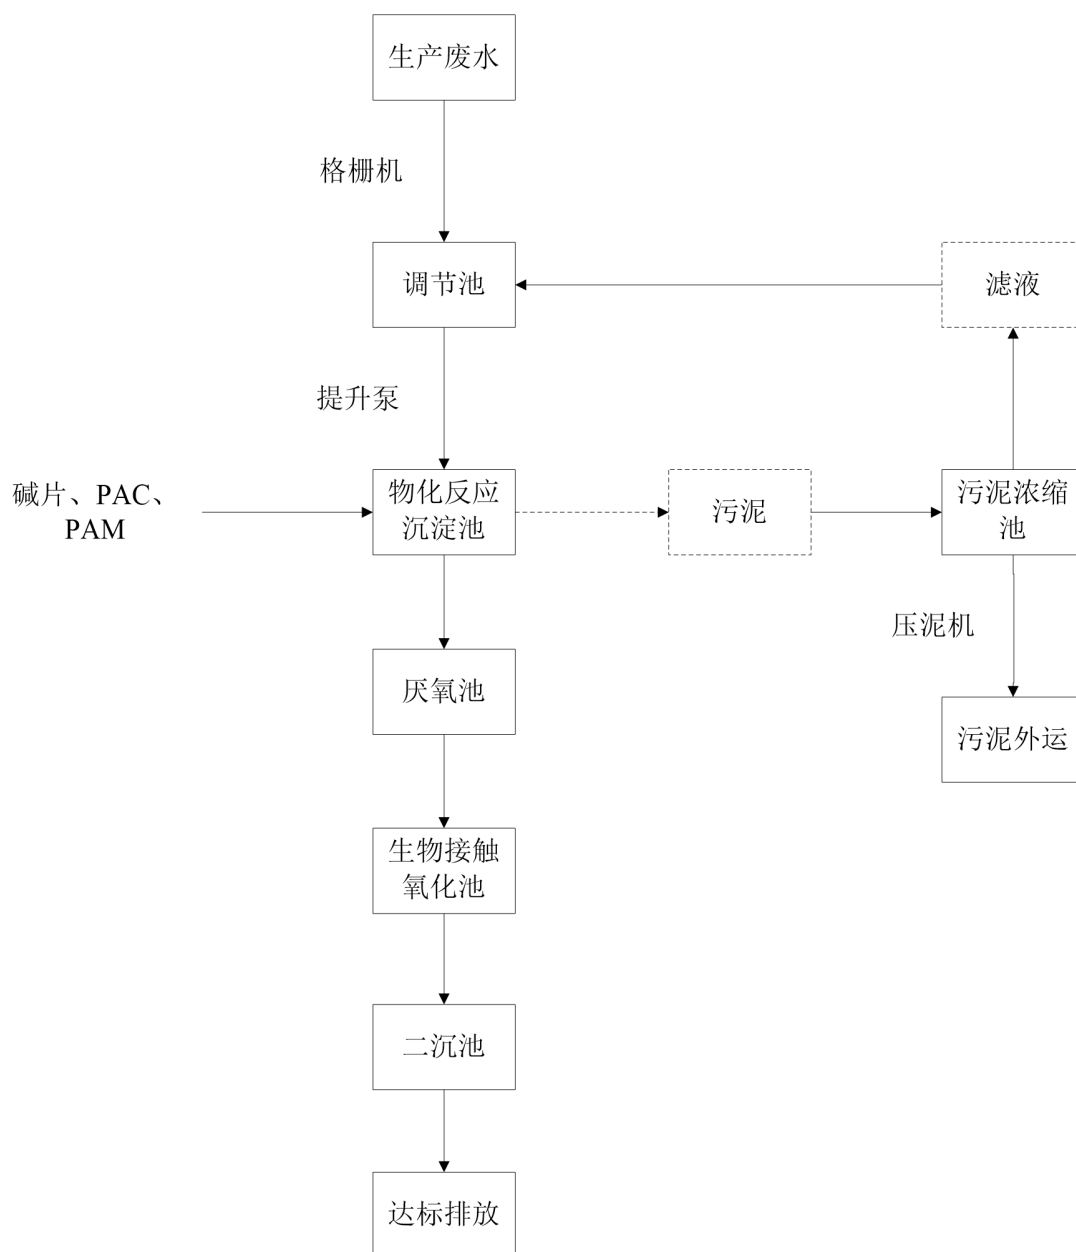 生产废水
格栅机
调节池
滤液
提升泵
碱片、PAC、
PAM
物化反应
沉淀池
污泥
污泥浓缩
池
压泥机
厌氧池
污泥外运
生物接触
氧化池
二沉池
达标排放